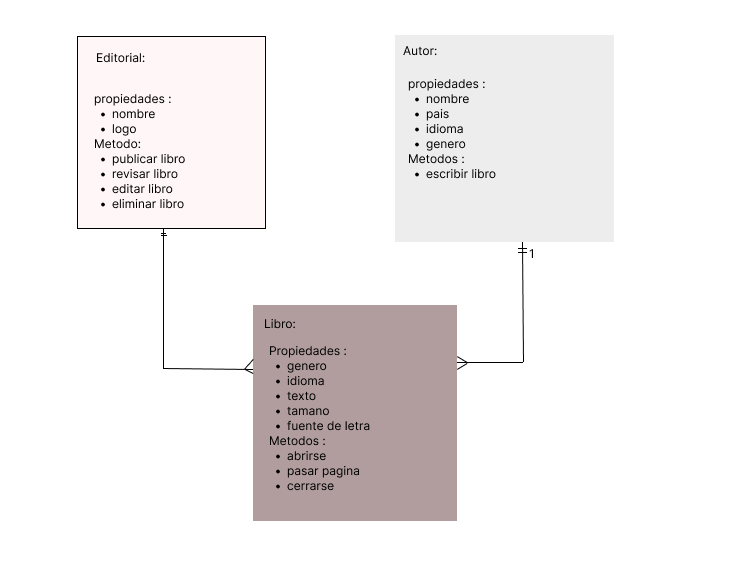 Editorial:
propiedades :
nombre
logo
Metodo:
publicar libro
revisar libro
editar libro
eliminar libro
Autor:
propiedades :
nombre
pais
idioma
genero
Metodos :
escribir libro
1
Libro:
Propiedades :
genero
idioma
texto
tamano
fuente de letra
Metodos :
abrirse
pasar pagina
cerrarse